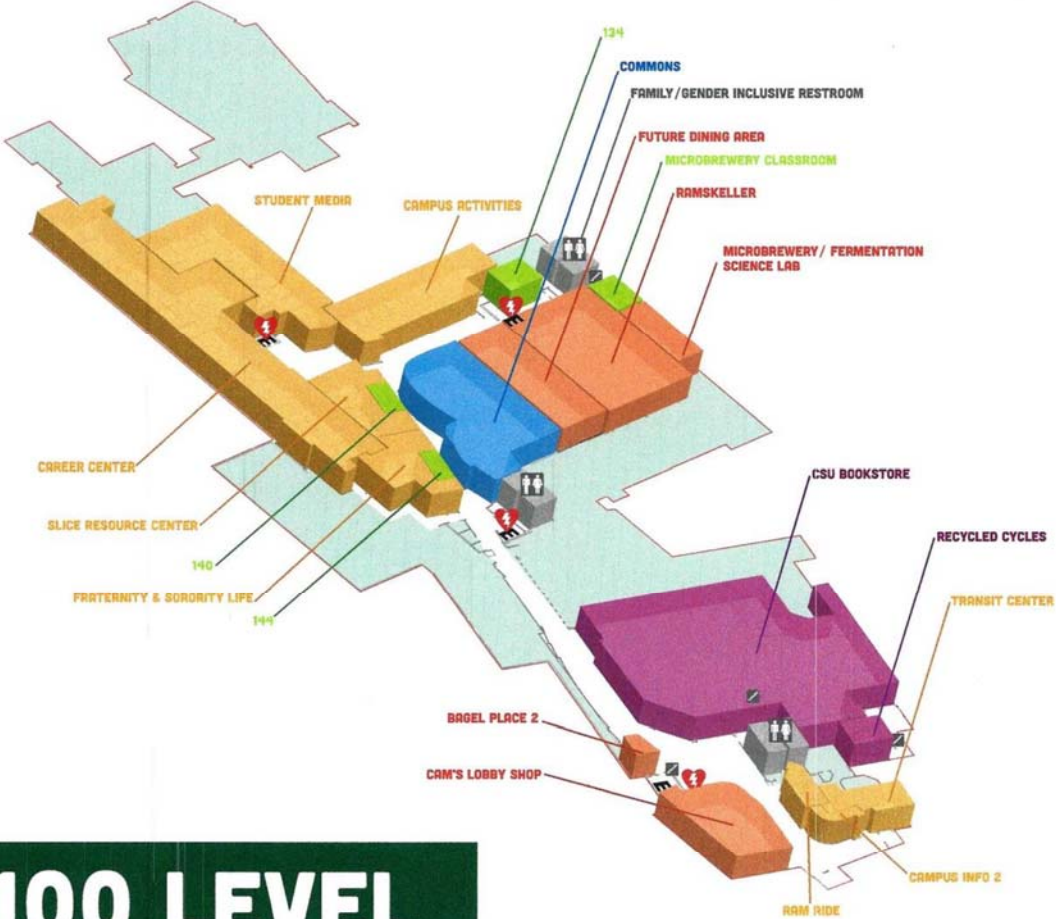 134
COMMONS
FAMILY/GENDER INCLUSIVE RESTROOM
FUTURE DINING AREA
MICROBREWERY CLASSROOM
RAMSKELLER
STUDENT MEDIA
CAMPUS ACTIVITIES
MICROBREWERY/ FERMENTATION
SCIENCE LAB
E
E
CAREER CENTER
CSU BOOKSTORE
SLICE RESOURCE CENTER
E
RECYCLED CYCLES
140
FRATERNITY & SORORITY LIFE
TRANSIT CENTER
144
BAGEL PLACE 2
CAM'S LOBBY SHOP
E
CAMPUS INFO 2
RAM RIDE
100 LEVEL